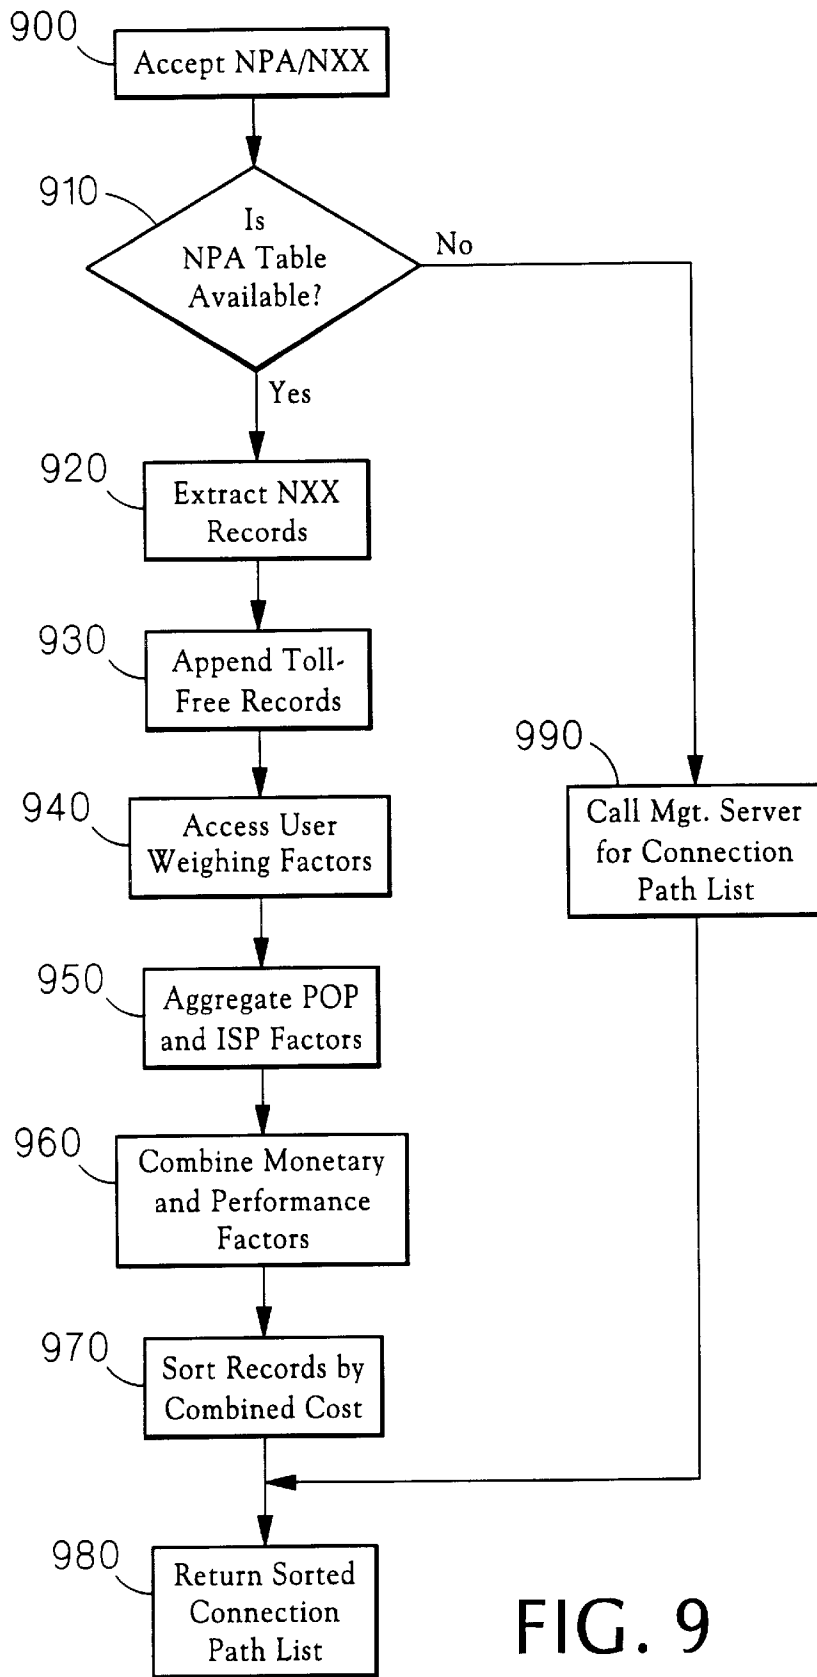 900
Accept NPA/NXX
910
Is
NPA Table
Available?
No
Yes
920
Extract NXX
Records
930
Append Toll-
Free Records
940
Access User
Weighing Factors
990
Call Mgt. Server
for Connection
Path List
950
Aggregate POP
and ISP Factors
960
Combine Monetary
and Performance
Factors
970
Sort Records by
Combined Cost
980
Return Sorted
Connection
Path List
FIG. 9